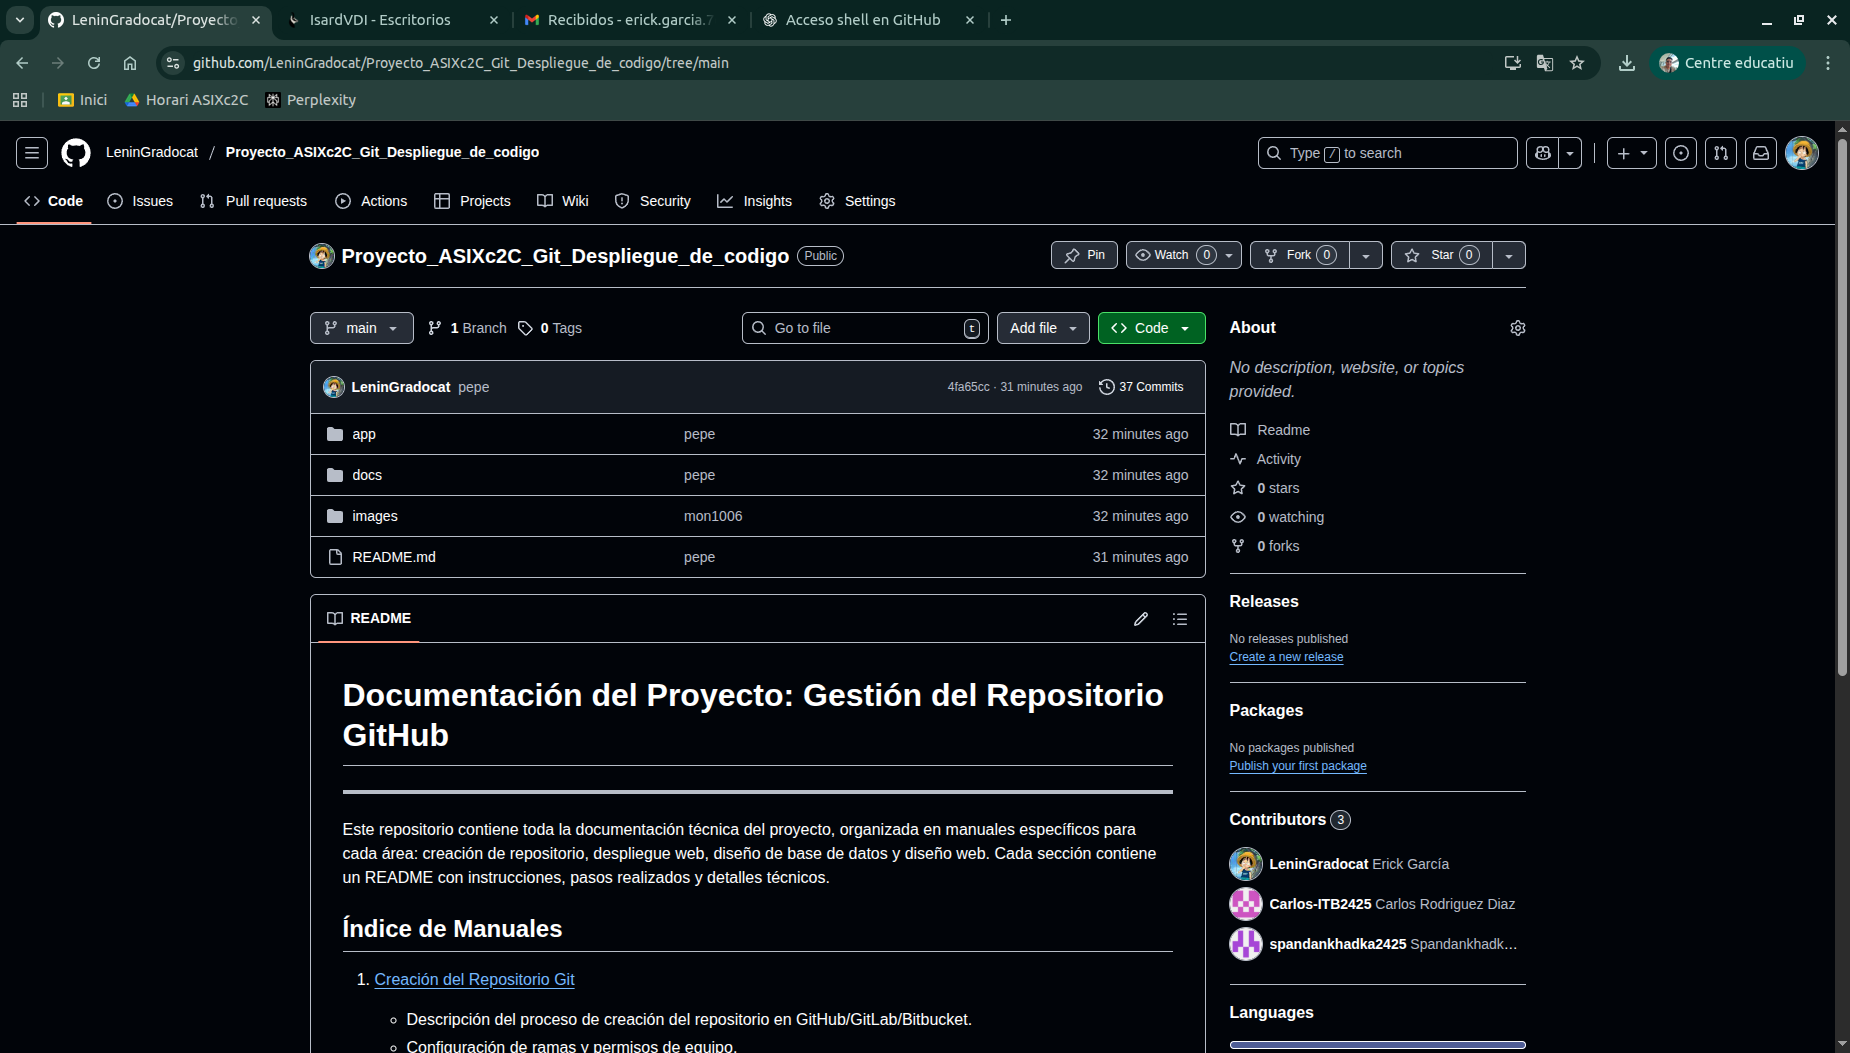 LeninGradocat/Proyecto
IsardVDI - Escritorios
Recibidos - erick.garcia.7
Acceso shell en GitHub
github.com/LeninGradocat/Proyecto_ASIXc2C_Git_Despliegue_de_codigo/tree/main
Centre educatiu
Inici
Horari ASIXc2C
Perplexity
LeninGradocat / Proyecto_ASIXc2C_Git_Despliegue_de_codigo
Type / to search
Code
Issues
Pull requests
Actions
Projects
Wiki
Security
Insights
Settings
Proyecto_ASIXc2C_Git_Despliegue_de_codigo Public
Pin
Watch 0
Fork 0
Star 0
main
1 Branch
0 Tags
Go to file t
Add file
Code
LeninGradocat pepe 4fa65cc · 31 minutes ago 37 Commits
app pepe 32 minutes ago
docs pepe 32 minutes ago
images mon1006 32 minutes ago
README.md pepe 31 minutes ago
README
Documentación del Proyecto: Gestión del Repositorio
GitHub
Este repositorio contiene toda la documentación técnica del proyecto, organizada en manuales específicos para
cada área: creación de repositorio, despliegue web, diseño de base de datos y diseño web. Cada sección contiene
un README con instrucciones, pasos realizados y detalles técnicos.
Índice de Manuales
1. Creación del Repositorio Git
Descripción del proceso de creación del repositorio en GitHub/GitLab/Bitbucket.
Configuración de ramas y permisos de equipo.
About
No description, website, or topics
provided.
Readme
Activity
0 stars
0 watching
0 forks
Releases
No releases published
Create a new release
Packages
No packages published
Publish your first package
Contributors 3
LeninGradocat Erick García
Carlos-ITB2425 Carlos Rodriguez Diaz
spandankhadka2425 Spandankhadk…
Languages